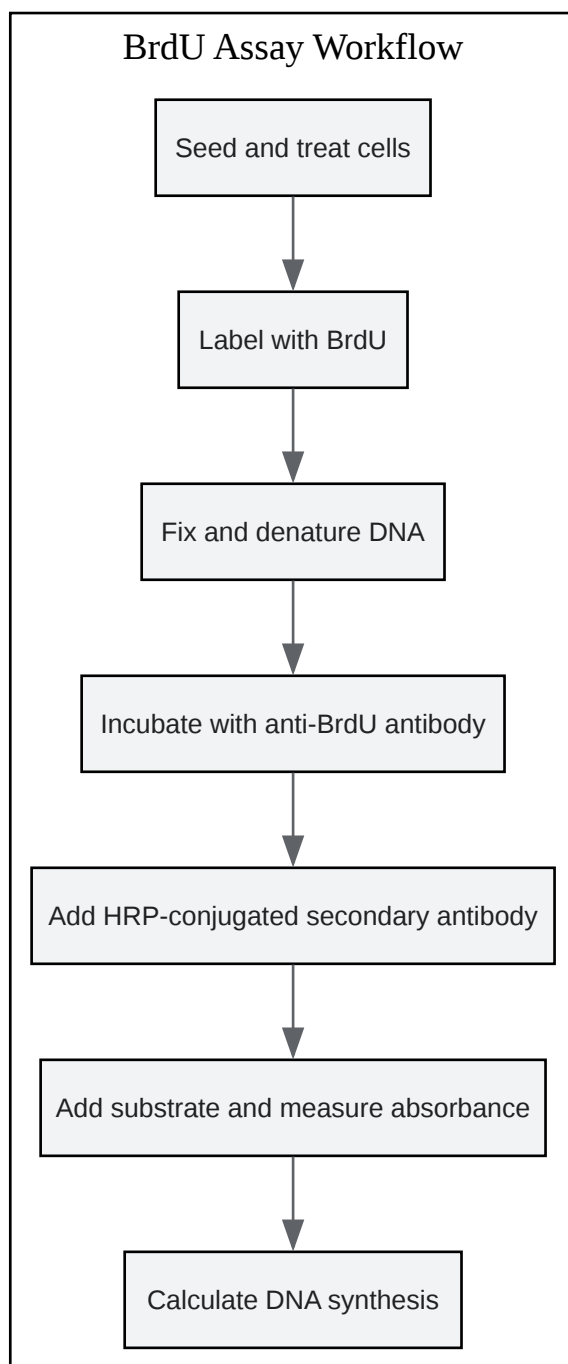 BrdU Assay Workflow
Seed and treat cells
Label with BrdU
Fix and denature DNA
Incubate with anti-BrdU antibody
Add HRP-conjugated secondary antibody
Add substrate and measure absorbance
Calculate DNA synthesis